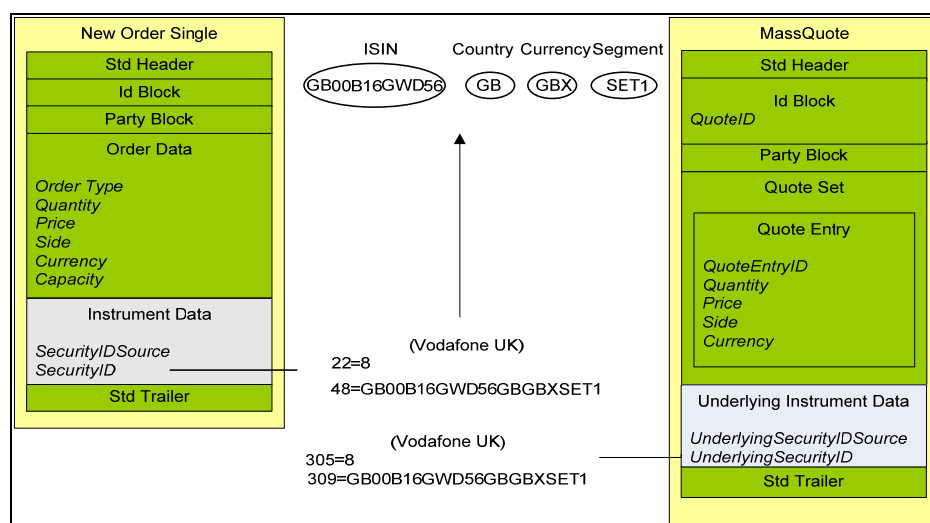 New Order Single
Std Header
Id Block
Party Block
Order Data
Order Type
Quantity
Price
Side
Currency
Capacity
Instrument Data
SecurityIDSource
SecurityID
Std Trailer
ISIN Country Currency Segment
GB00B16GWD56 GB GBX SET1
(Vodafone UK)
22=8
48=GB00B16GWD56GBGBXSET1
(Vodafone UK)
305=8
309=GB00B16GWD56GBGBXSET1
MassQuote
Std Header
Id Block
QuoteID
Party Block
Quote Set
Quote Entry
QuoteEntryID
Quantity
Price
Side
Currency
Underlying Instrument Data
UnderlyingSecurityIDSource
UnderlyingSecurityID
Std Trailer